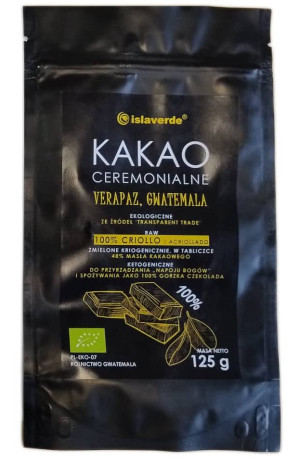 islaverde®
KAKAO
CEREMONIALNE
VERAPAZ, GWATEMALA
EKOLOGICZNE
ZE ŹRÓDEŁ "TRANSPARENT TRADE"
RAW
100% CRIOLLO / ACRIOLLADO
ZMIELONE KRIOGENICZNIE, W TABLICZCE
48% MASŁA KAKAOWEGO
KETOGENICZNE
DO PRZYRZĄDZANIA „NAPOJU BOGÓW"
I SPOŻYWANIA JAKO 100% GORZKA CZEKOLADA
100%
PL-EKO-07
ROLNICTWO GWATEMALA
MASA NETTO
125 g